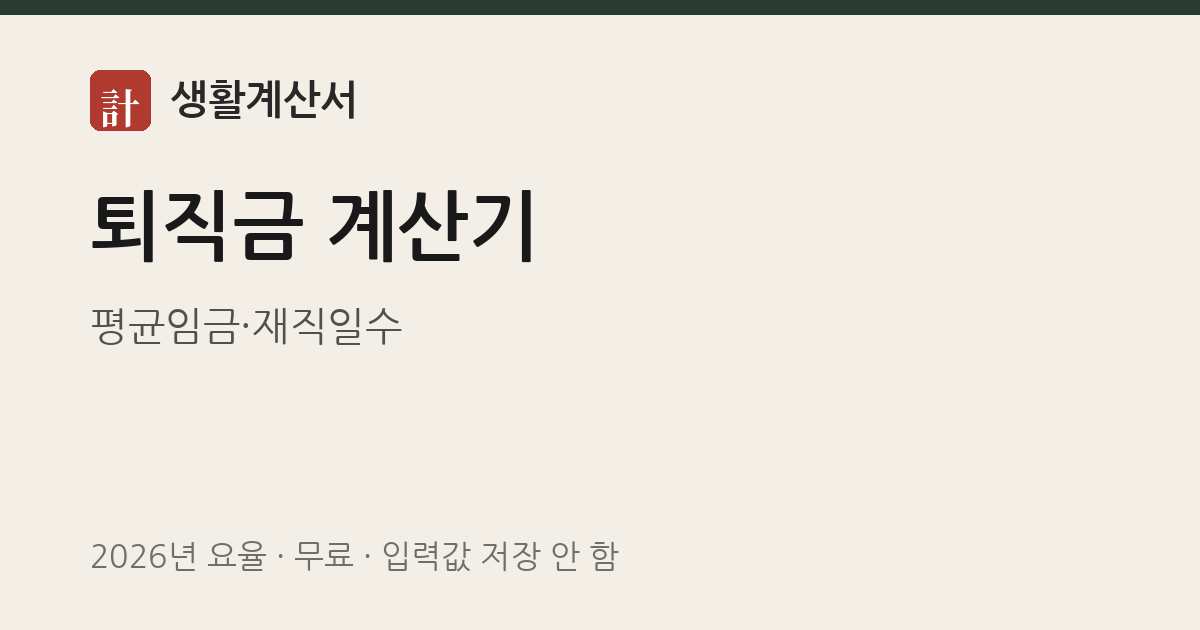 計 생활계산서
퇴직금 계산기
평균임금·재직일수
2026년 요율 · 무료 · 입력값 저장 안 함